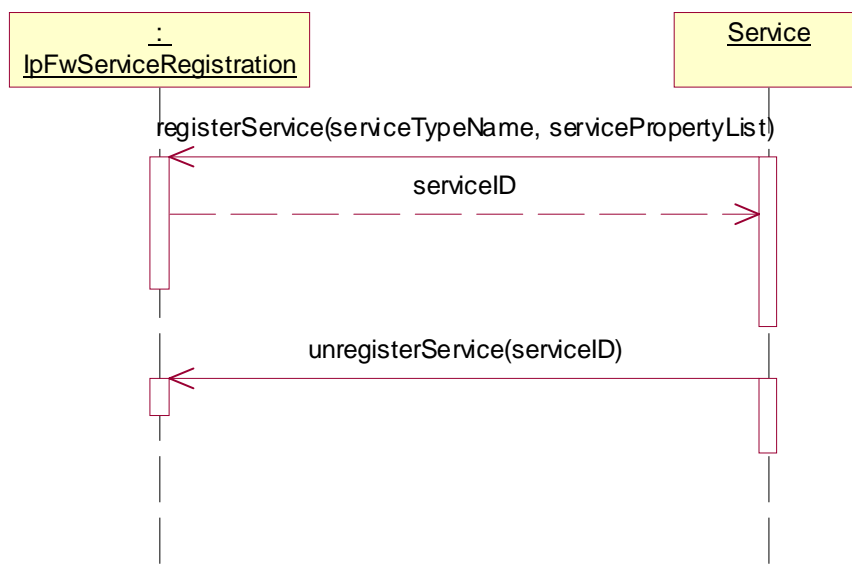 :
IpFwServiceRegistration
Service
registerService(serviceTypeName, servicePropertyList)
serviceID
unregisterService(serviceID)